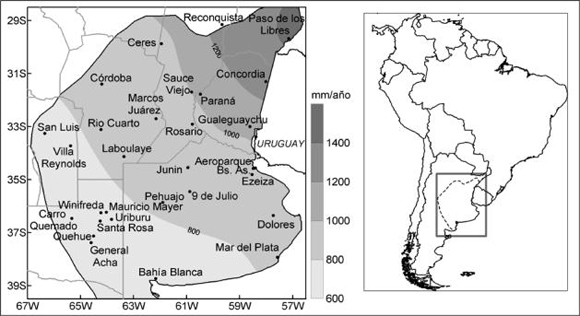 29S
Reconquista
Paso de los
Libres
Ceres
1200
31S
Córdoba
Sauce
Viejo
Concordia
Marcos
Juárez
Paraná
Gualeguaychu
33S
San Luis
Rio Cuarto
Rosario
1000
URUGUAY
Villa
Reynolds
Laboulaye
Aeroparque
Bs. As.
35S
Junin
Ezeiza
Pehuajo
9 de Julio
Winifreda
Mauricio Mayer
Carro
Quemado
Uriburu
Santa Rosa
800
Dolores
37S
Quehue
General
Acha
Mar del Plata
Bahía Blanca
39S
67W
65W
63W
61W
59W
57W
mm/año
1400
1200
1000
800
600